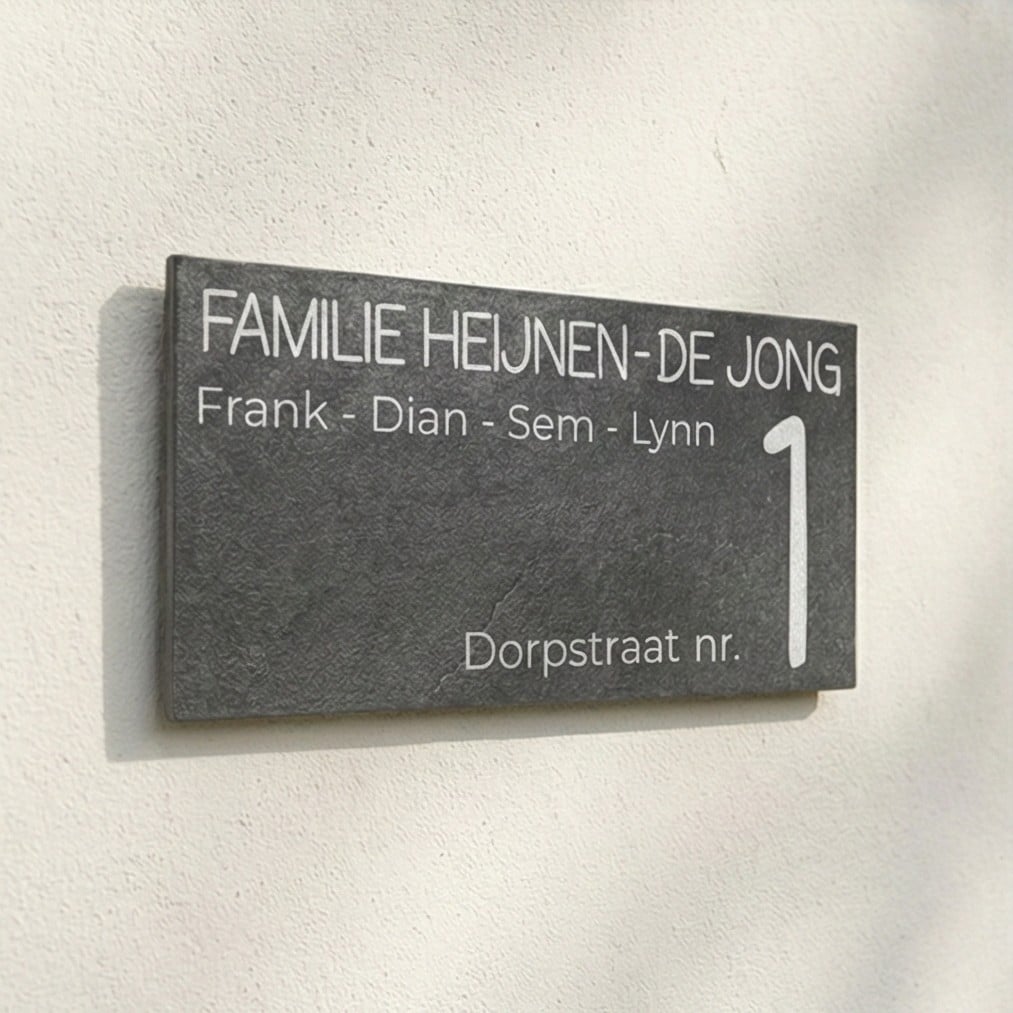 FAMILIE HEIJNEN-DE JONG
Frank - Dian - Sem - Lynn
Dorpstraat nr. 1